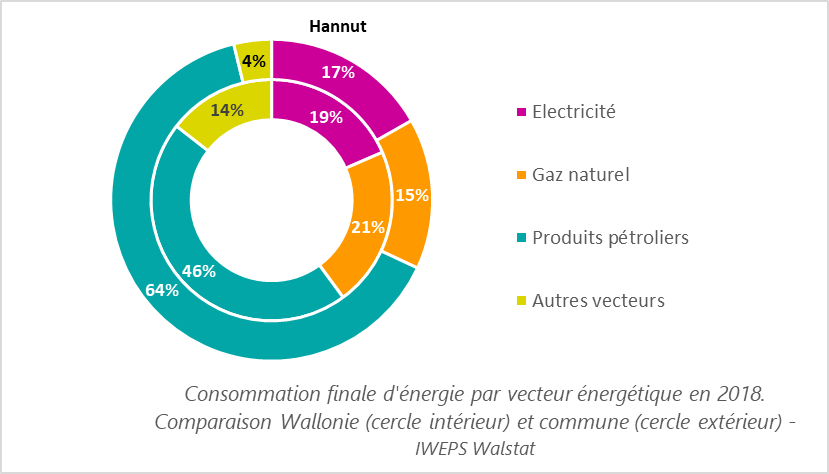 Hannut
4%
17%
14%
19%
15%
21%
46%
64%
Electricité
Gaz naturel
Produits pétroliers
Autres vecteurs
Consommation finale d'énergie par vecteur énergétique en 2018.
Comparaison Wallonie (cercle intérieur) et commune (cercle extérieur) -
IWEPS Walstat